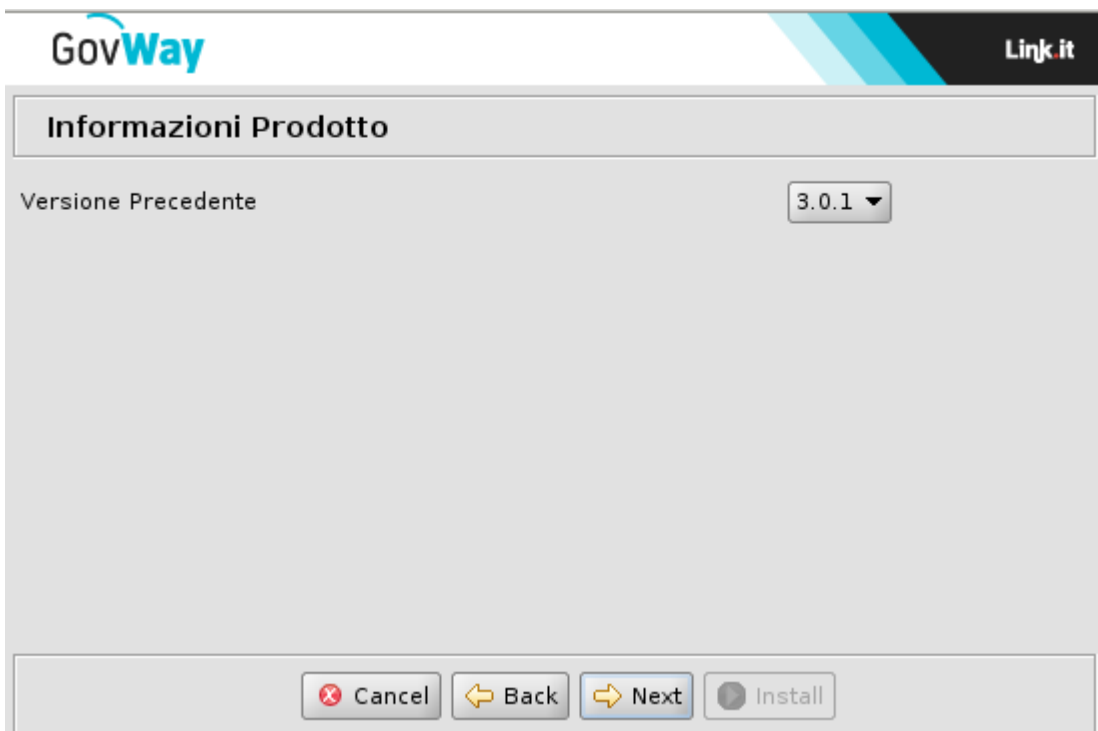 GovWay
Link.it
Informazioni Prodotto
Versione Precedente
3.0.1
Cancel
Back
Next
Install